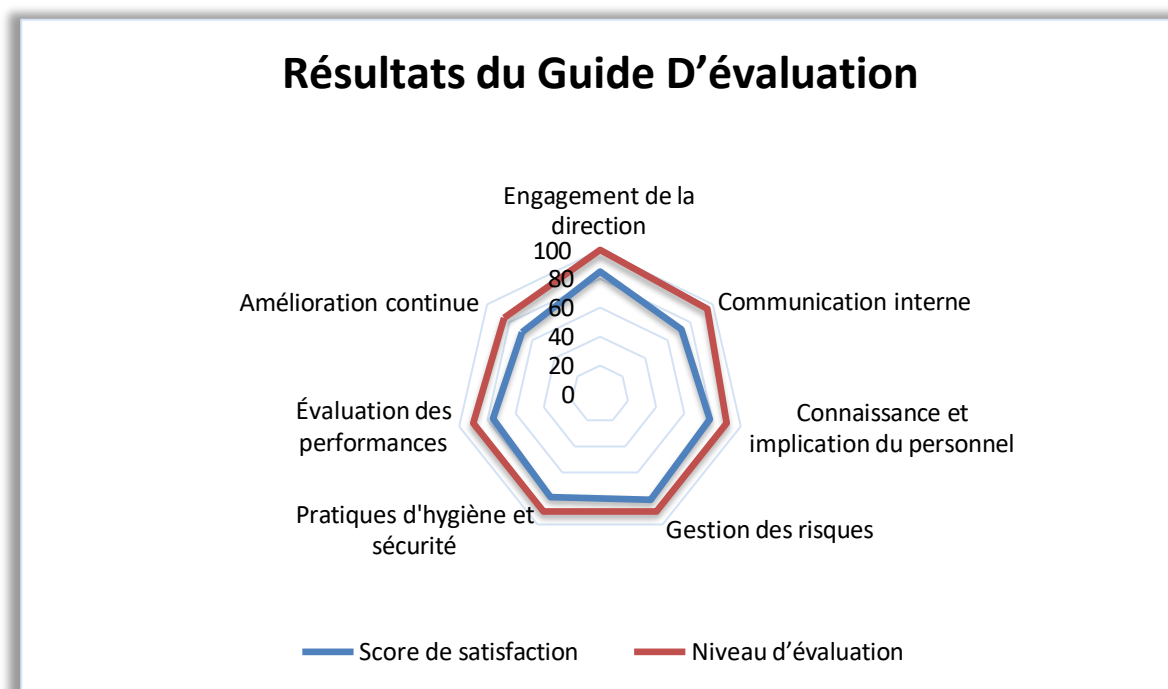 Résultats du Guide D’évaluation
Engagement de la
direction
100
80
60
40
20
0
Communication interne
Connaissance et
implication du personnel
Gestion des risques
Pratiques d'hygiène et
sécurité
Évaluation des
performances
Amélioration continue
Score de satisfaction
Niveau d’évaluation